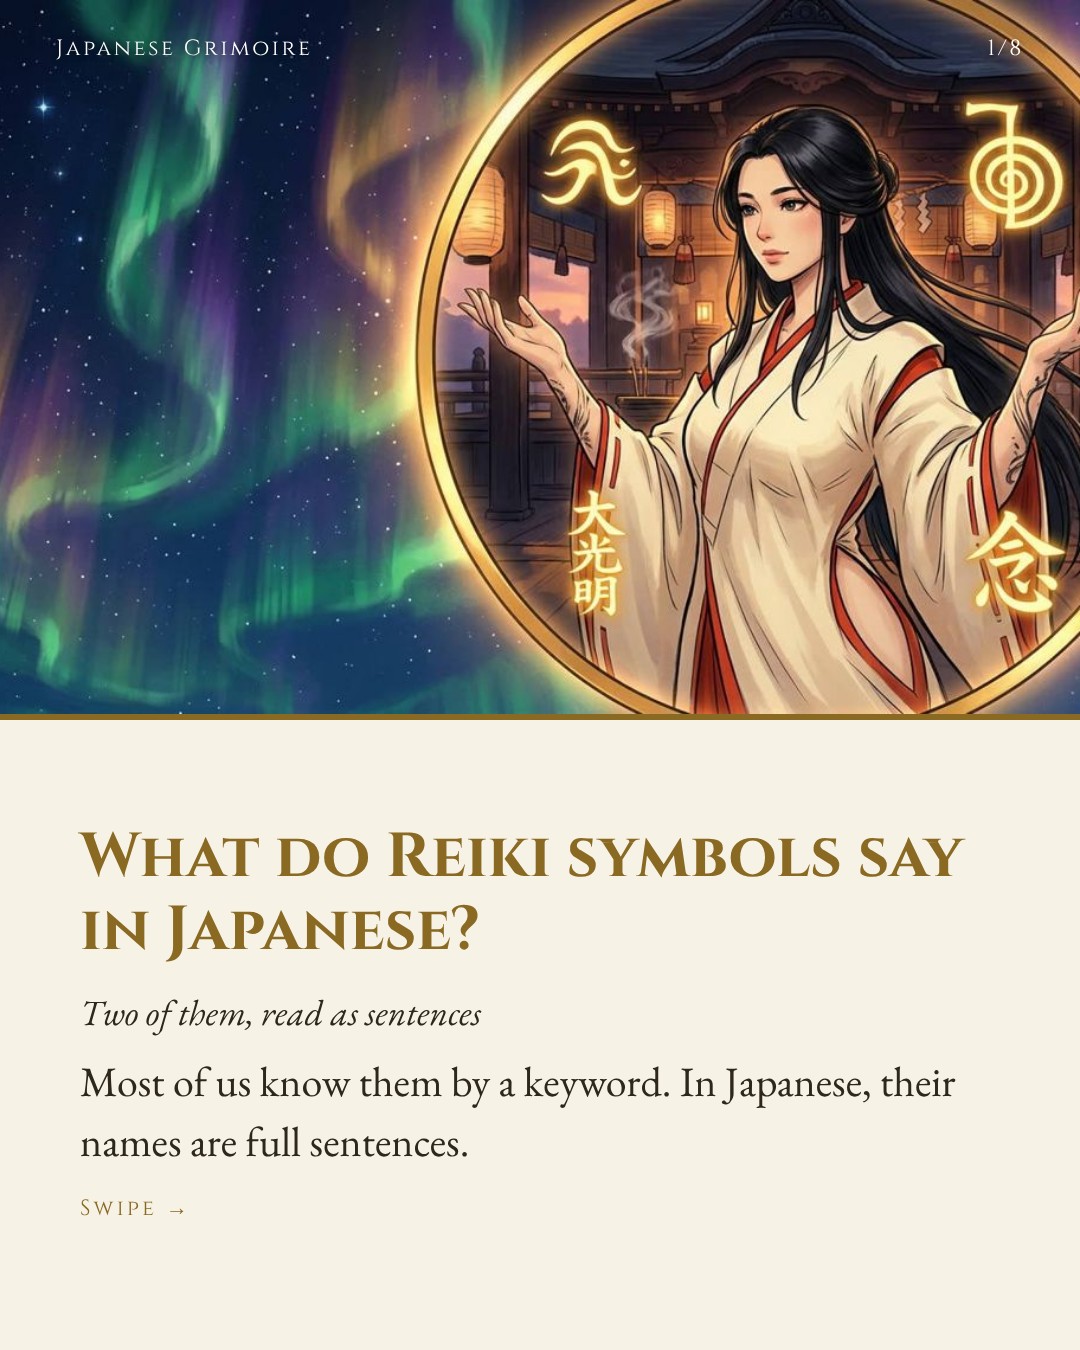 Japanese Grimoire
1/8
大光明
念
What do Reiki symbols say
in Japanese?
Two of them, read as sentences
Most of us know them by a keyword. In Japanese, their
names are full sentences.
Swipe →